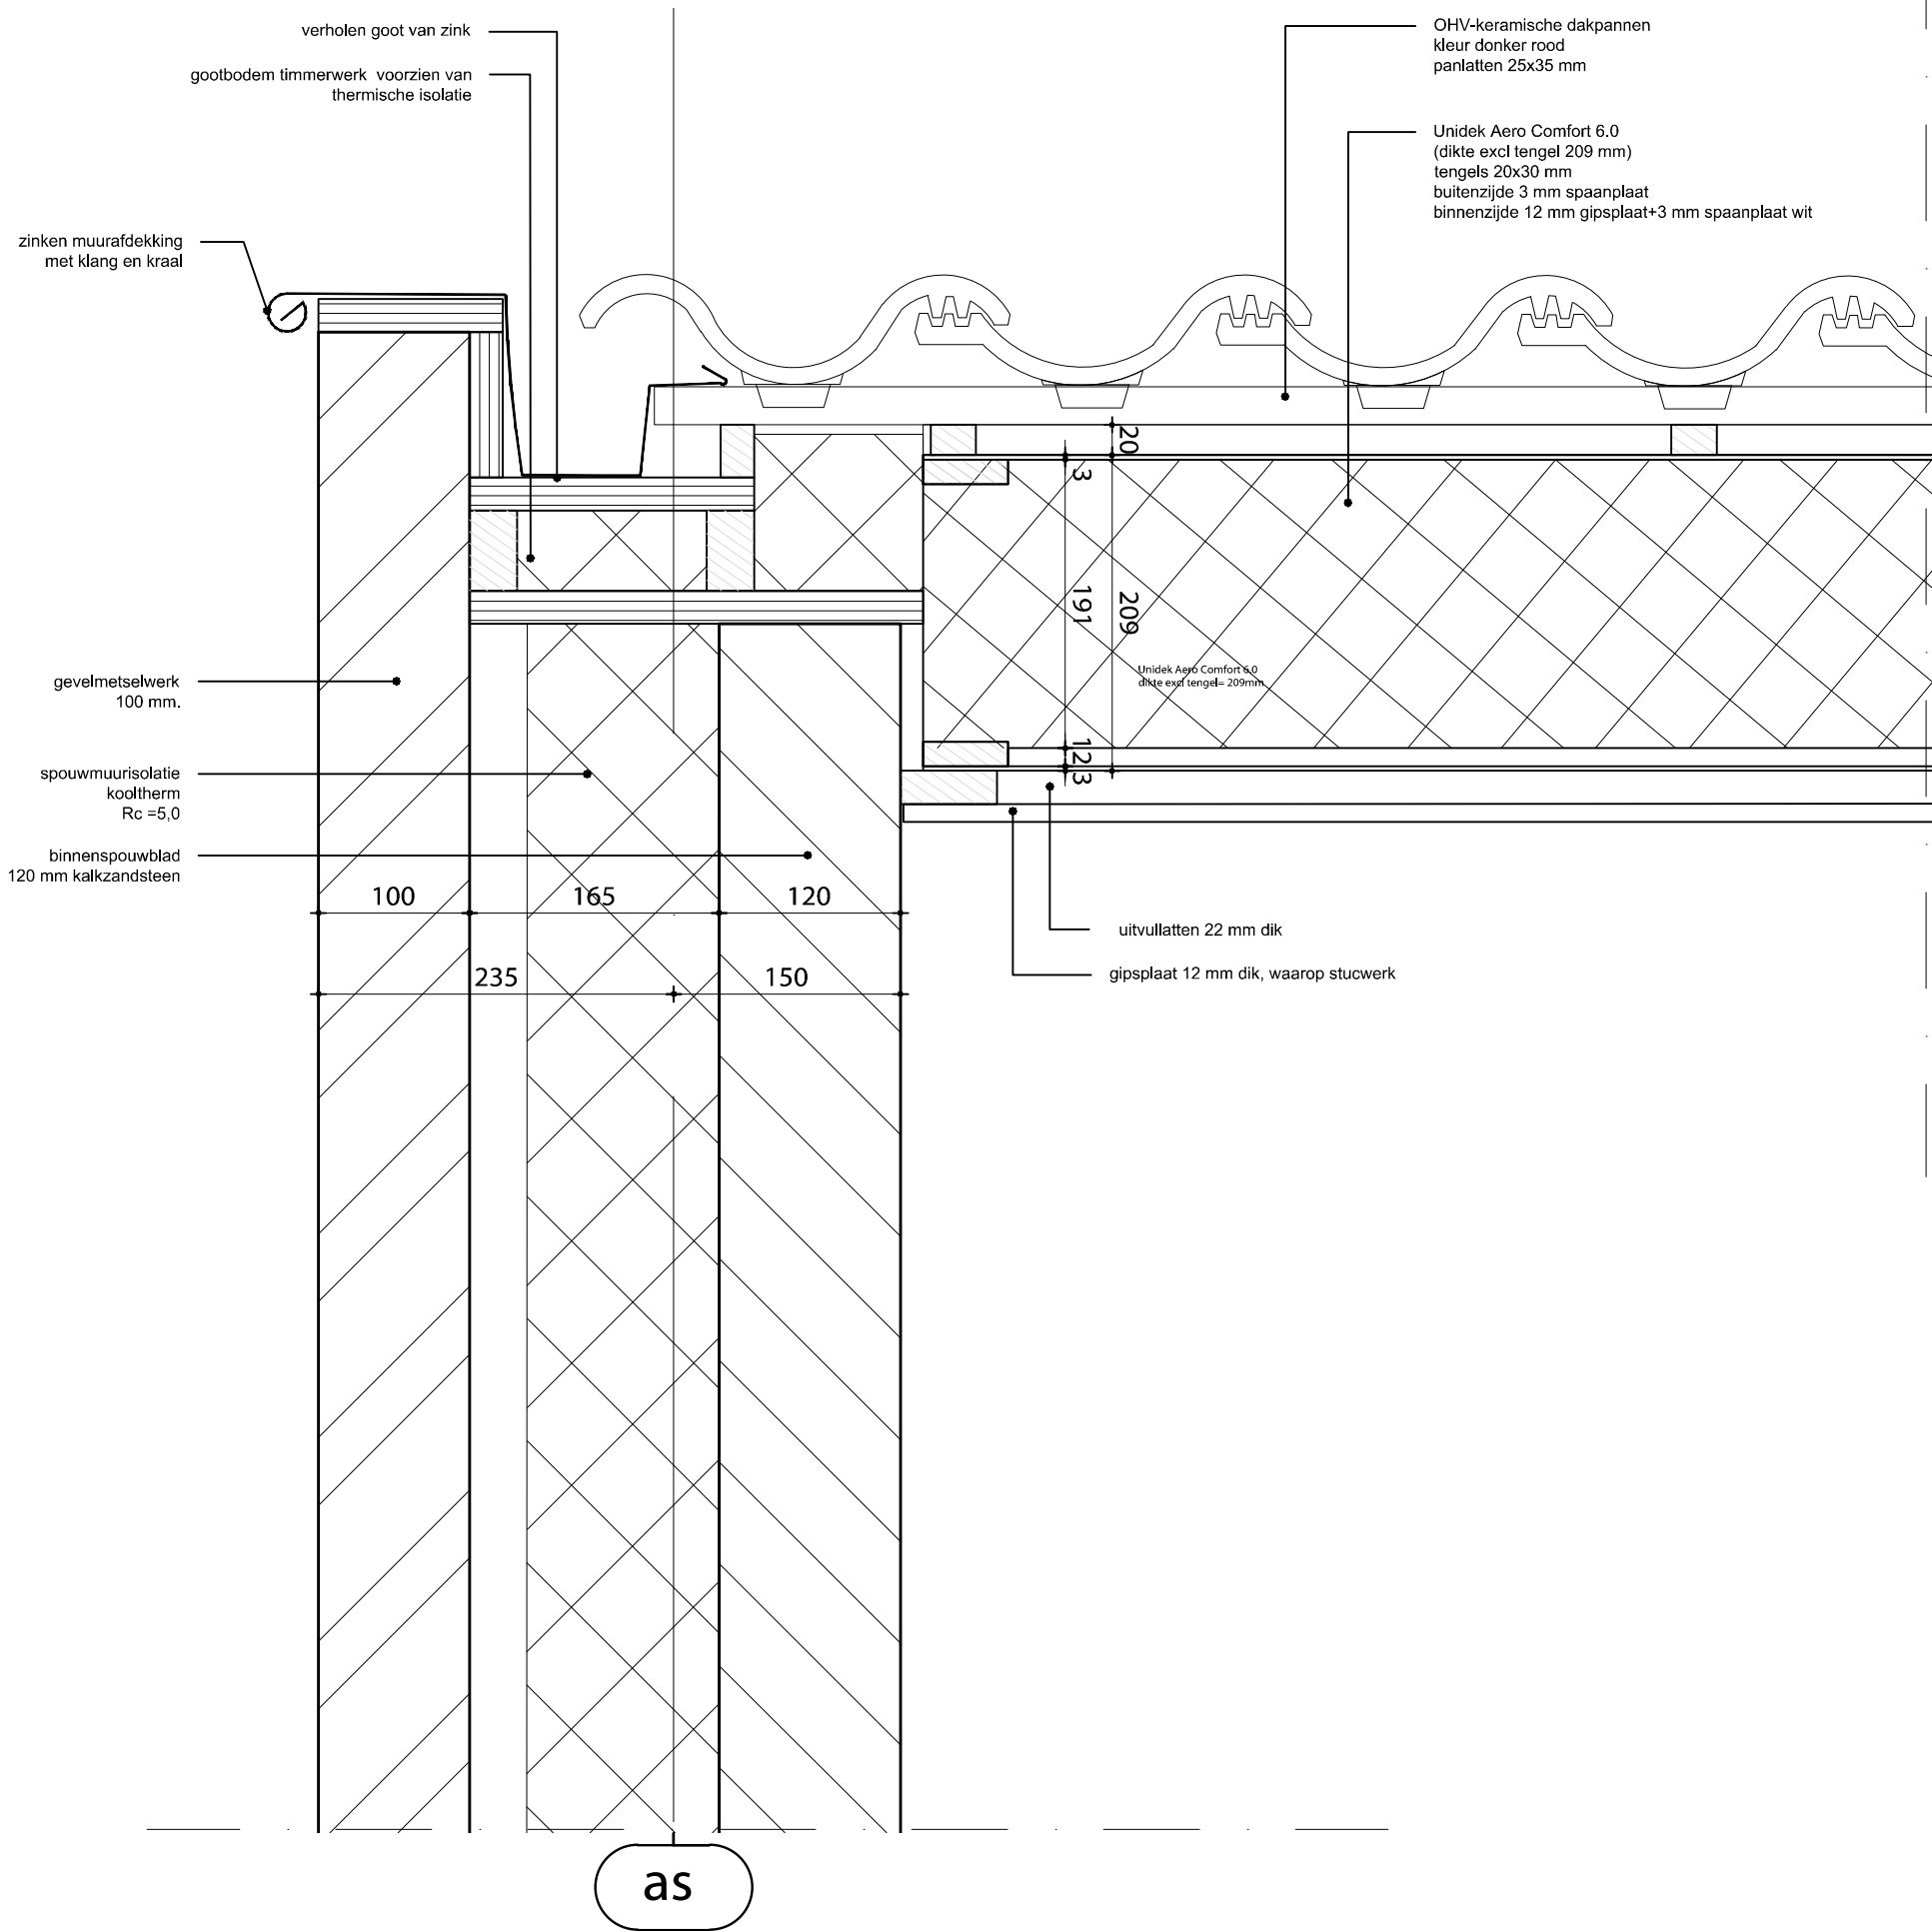 verholen goot van zink
gootbodem timmerwerk voorzien van
thermische isolatie
OHV-keramische dakpannen
kleur donker rood
panlatten 25x35 mm
Unidek Aero Comfort 6.0
(dikte excl tengel 209 mm)
tengels 20x30 mm
buitenzijde 3 mm spaanplaat
binnenzijde 12 mm gipsplaat+3 mm spaanplaat wit
zinken muurafdekking
met klang en kraal
20
3
191
209
Unidek Aero Comfort 6.0
dikte excl tengel= 209mm
12
3
gevelmetselwerk
100 mm.
spouwmuurisolatie
kooltherm
Rc =5,0
binnenspouwblad
120 mm kalkzandsteen
100
165
120
235
150
uitvullatten 22 mm dik
gipsplaat 12 mm dik, waarop stucwerk
as